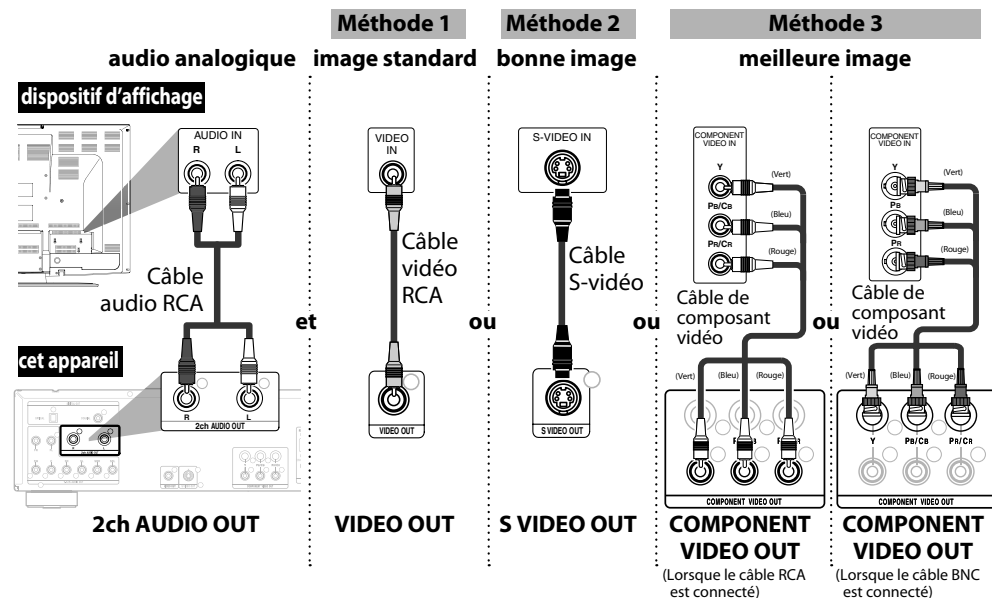 Méthode 1
Méthode 2
Méthode 3
audio analogique
image standard
bonne image
meilleure image
dispositif d'affichage
AUDIO IN
R L
VIDEO
IN
S-VIDEO IN
COMPONENT
VIDEO IN
Y
(Vert)
PB/CB
(Bleu)
PR/CR
(Rouge)
COMPONENT
VIDEO IN
Y
(Vert)
PB
(Bleu)
PR
(Rouge)
Câble
audio RCA
et
Câble
vidéo
RCA
ou
Câble
S-vidéo
ou
Câble de
composant
vidéo
ou
Câble de
composant
vidéo
cet appareil
R L
2ch AUDIO OUT
VIDEO OUT
S VIDEO OUT
(Vert) (Bleu) (Rouge)
COMPONENT VIDEO OUT
(Vert) (Bleu) (Rouge)
Y PB/CB PR/CR
COMPONENT VIDEO OUT
2ch AUDIO OUT
VIDEO OUT
S VIDEO OUT
COMPONENT
VIDEO OUT
(Lorsque le câble RCA
est connecté)
COMPONENT
VIDEO OUT
(Lorsque le câble BNC
est connecté)